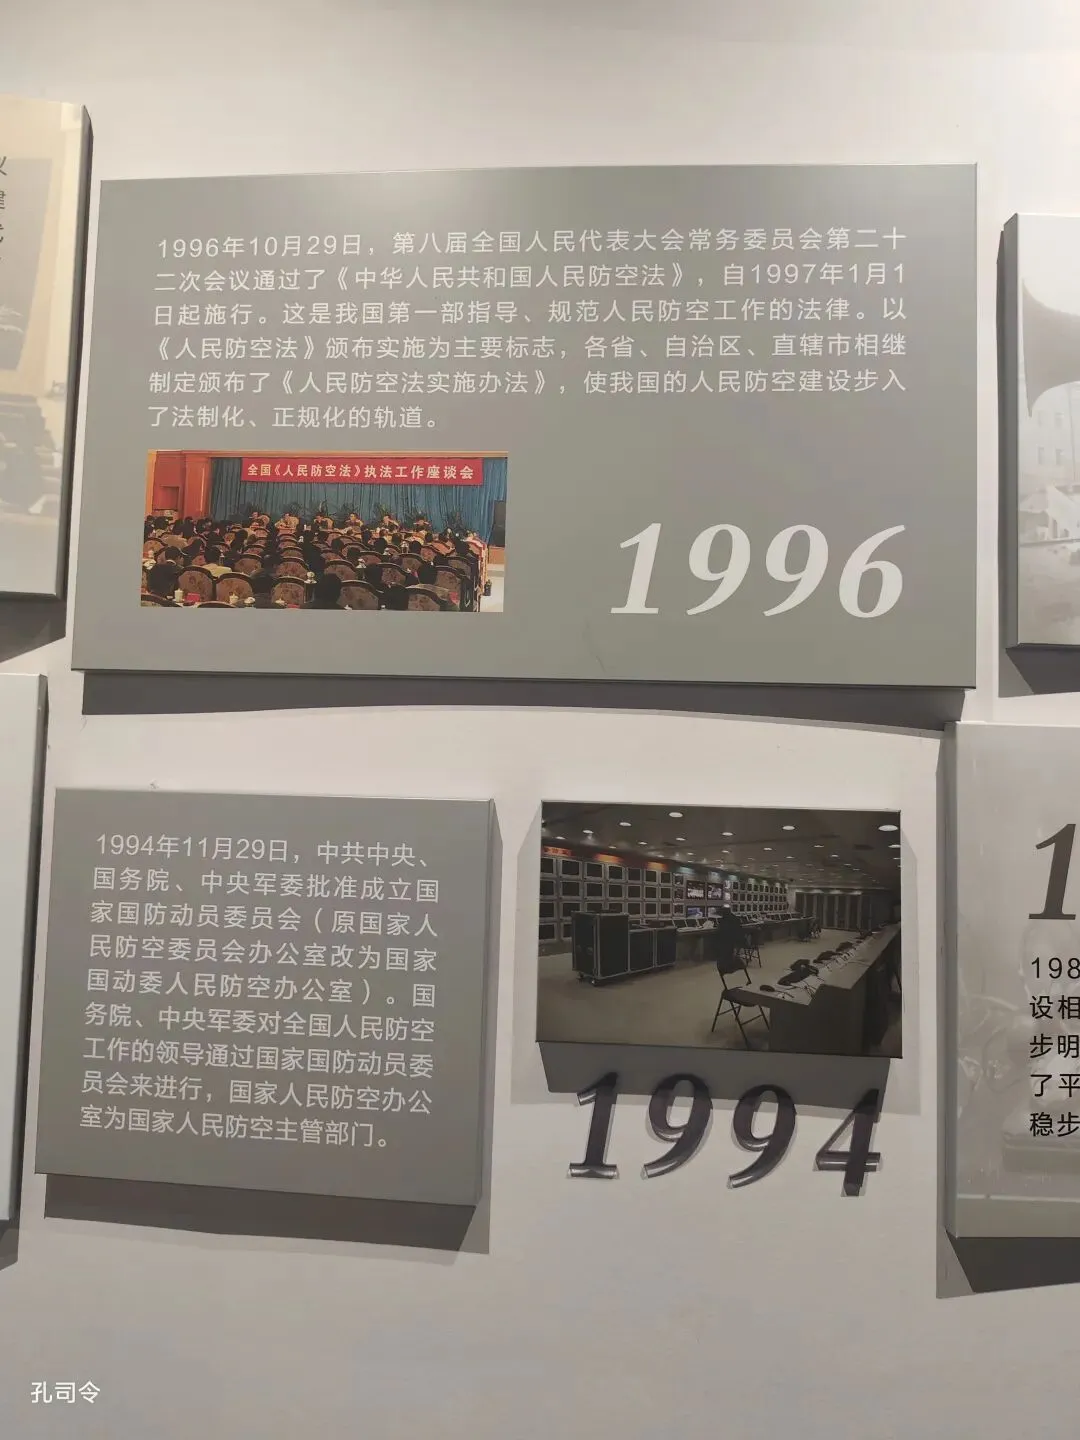 1996年10月29日，第八届全国人民代表大会常务委员会第二十
二次会议通过了《中华人民共和国人民防空法》，自1997年1月1
日起施行。这是我国第一部指导、规范人民防空工作的法律。以
《人民防空法》颁布实施为主要标志，各省、自治区、直辖市相继
制定颁布了《人民防空法实施办法》，使我国的人民防空建设步入
了法制化、正规化的轨道。
全国《人民防空法》执法工作座谈会
1996
1994年11月29日，中共中央、
国务院、中央军委批准成立国
家国防动员委员会（原国家人
民防空委员会办公室改为国家
国动委人民防空办公室）。国
务院、中央军委对全国人民防空
工作的领导通过国家国防动员委
员会来进行，国家人民防空办公
室为国家人民防空主管部门。
1994
1
198
设相
步明
了平
稳步
孔司令